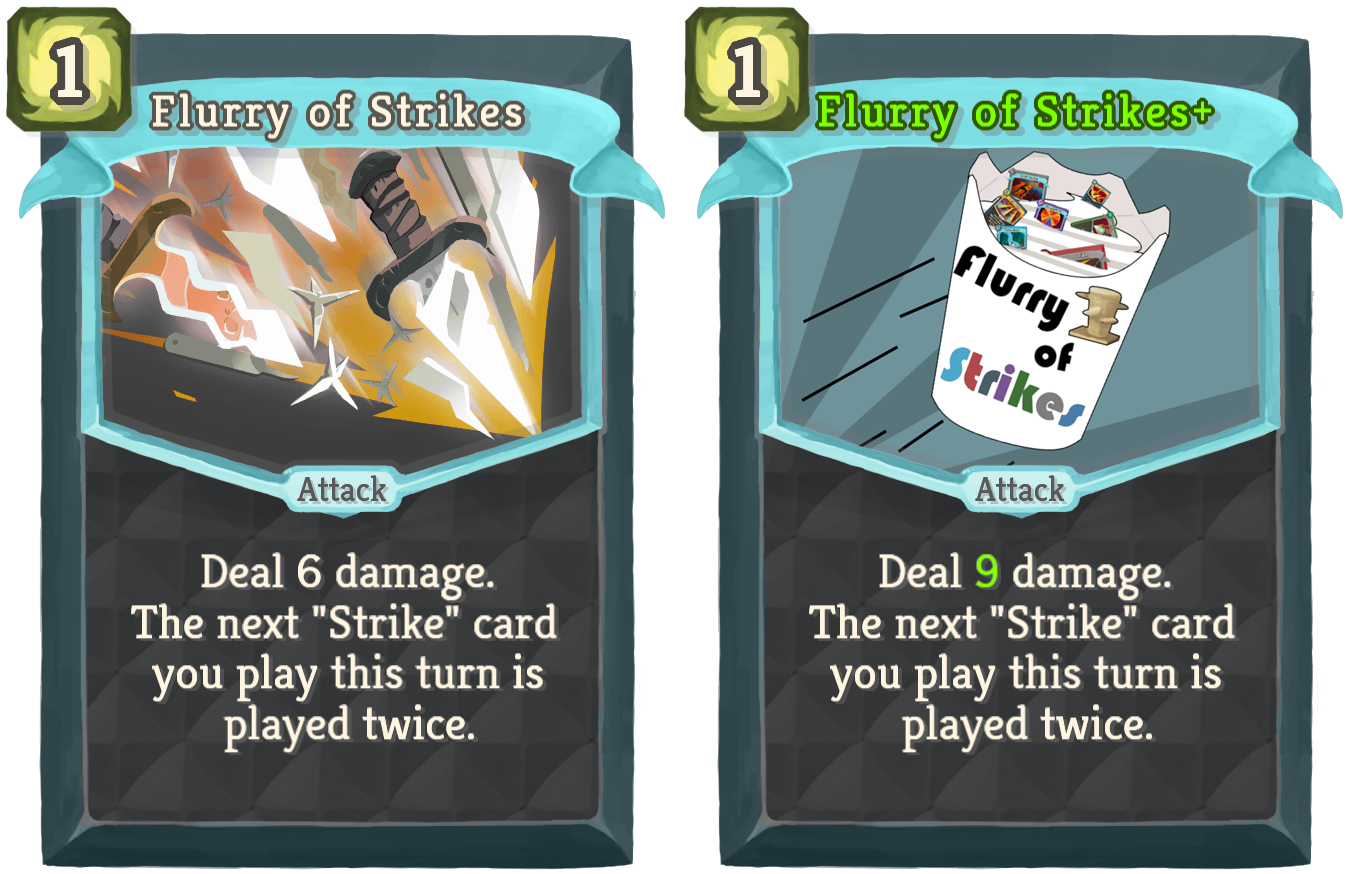 1
Flurry of Strikes
Attack
Deal 6 damage.
The next "Strike" card
you play this turn is
played twice.
1
Flurry of Strikes+
Flurry
of
Strikes
Attack
Deal 9 damage.
The next "Strike" card
you play this turn is
played twice.